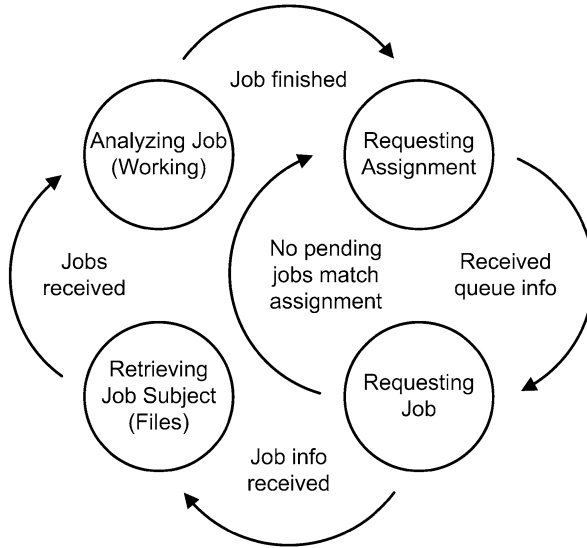 Job finished
Analyzing Job
(Working)
Requesting
Assignment
Jobs
received
No pending
jobs match
assignment
Received
queue info
Retrieving
Job Subject
(Files)
Requesting
Job
Job info
received